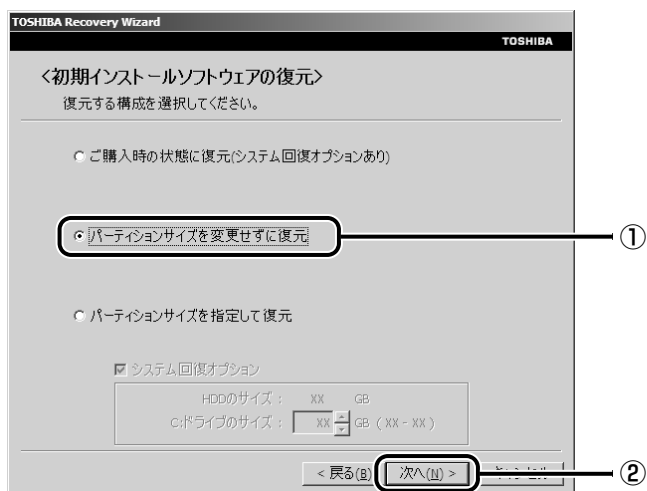 TOSHIBA Recovery Wizard
TOSHIBA
<初期インストールソフトウェアの復元>
復元する構成を選択してください。
ご購入時の状態に復元(システム回復オプションあり)
パーティションサイズを変更せずに復元
①
パーティションサイズを指定して復元
システム回復オプション
HDDのサイズ： XX GB
C:ドライブのサイズ： XX GB ( XX - XX )
< 戻る(B) 次へ(N) > キャンセル
②